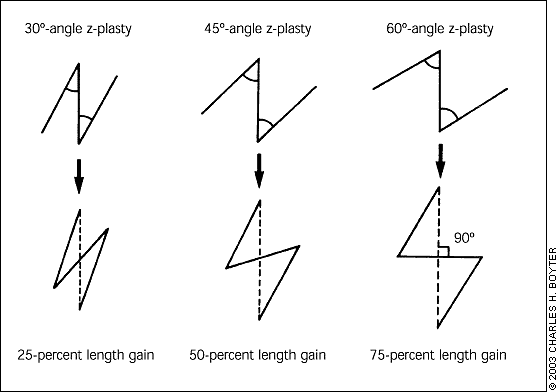 30º-angle z-plasty
45º-angle z-plasty
60º-angle z-plasty
90º
25-percent length gain
50-percent length gain
75-percent length gain
© 2003 CHARLES H. BOYTER